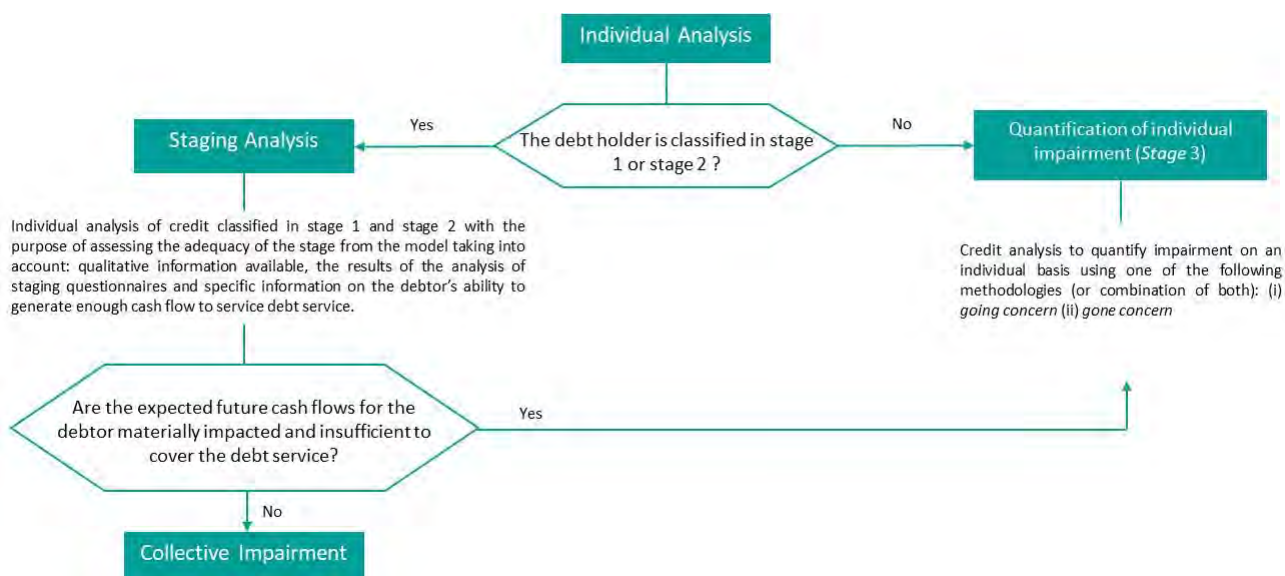 Individual Analysis
Yes
No
Staging Analysis
The debt holder is classified in stage
1 or stage 2 ?
Quantification of individual
impairment (Stage 3)
Individual analysis of credit classified in stage 1 and stage 2 with the
purpose of assessing the adequacy of the stage from the model taking into
account: qualitative information available, the results of the analysis of
staging questionnaires and specific information on the debtor's ability to
generate enough cash flow to service debt service.
Credit analysis to quantify impairment on an
individual basis using one of the following
methodologies (or combination of both): (i)
going concern (ii) gone concern
Are the expected future cash flows for the
debtor materially impacted and insufficient to
cover the debt service?
Yes
No
Collective Impairment